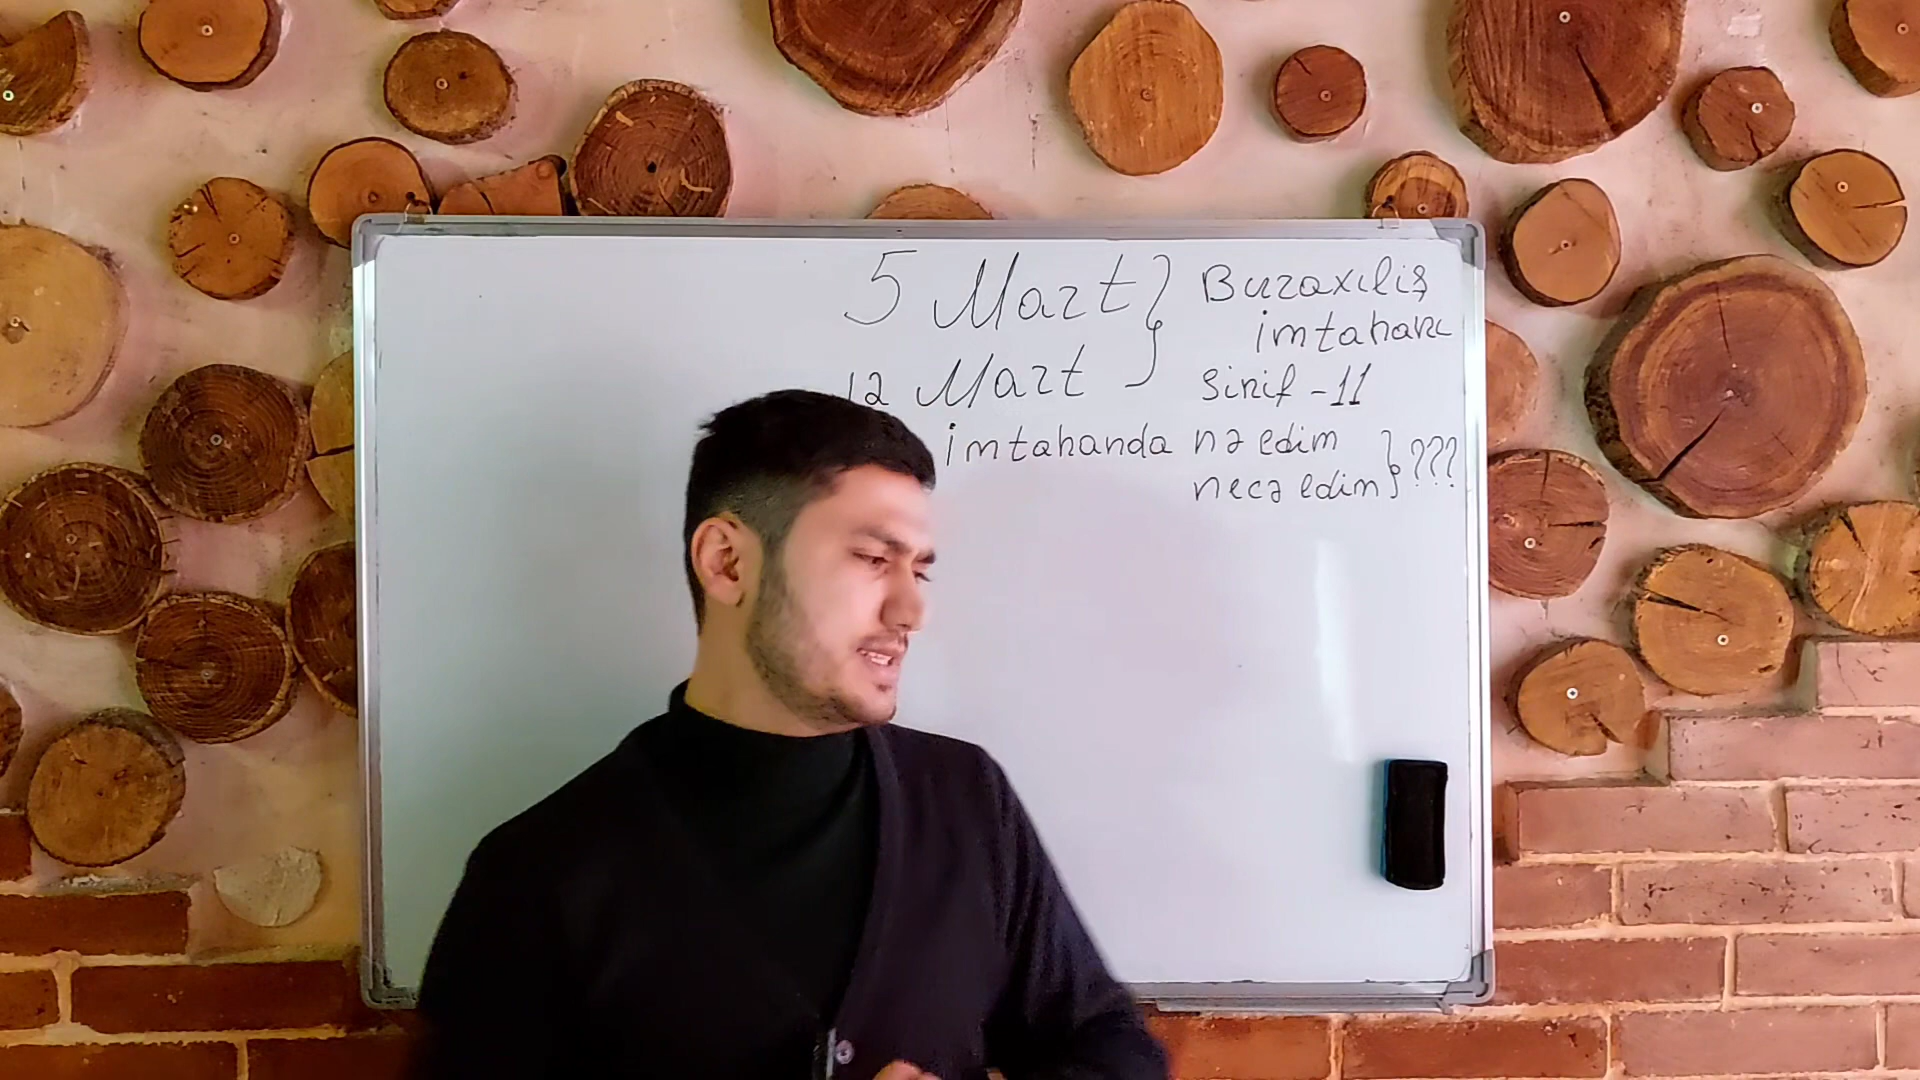 5 Mart } Buraxılış
imtahanı
12 Mart
Sinif - 11
imtahanda nə edim
necə edim } ???